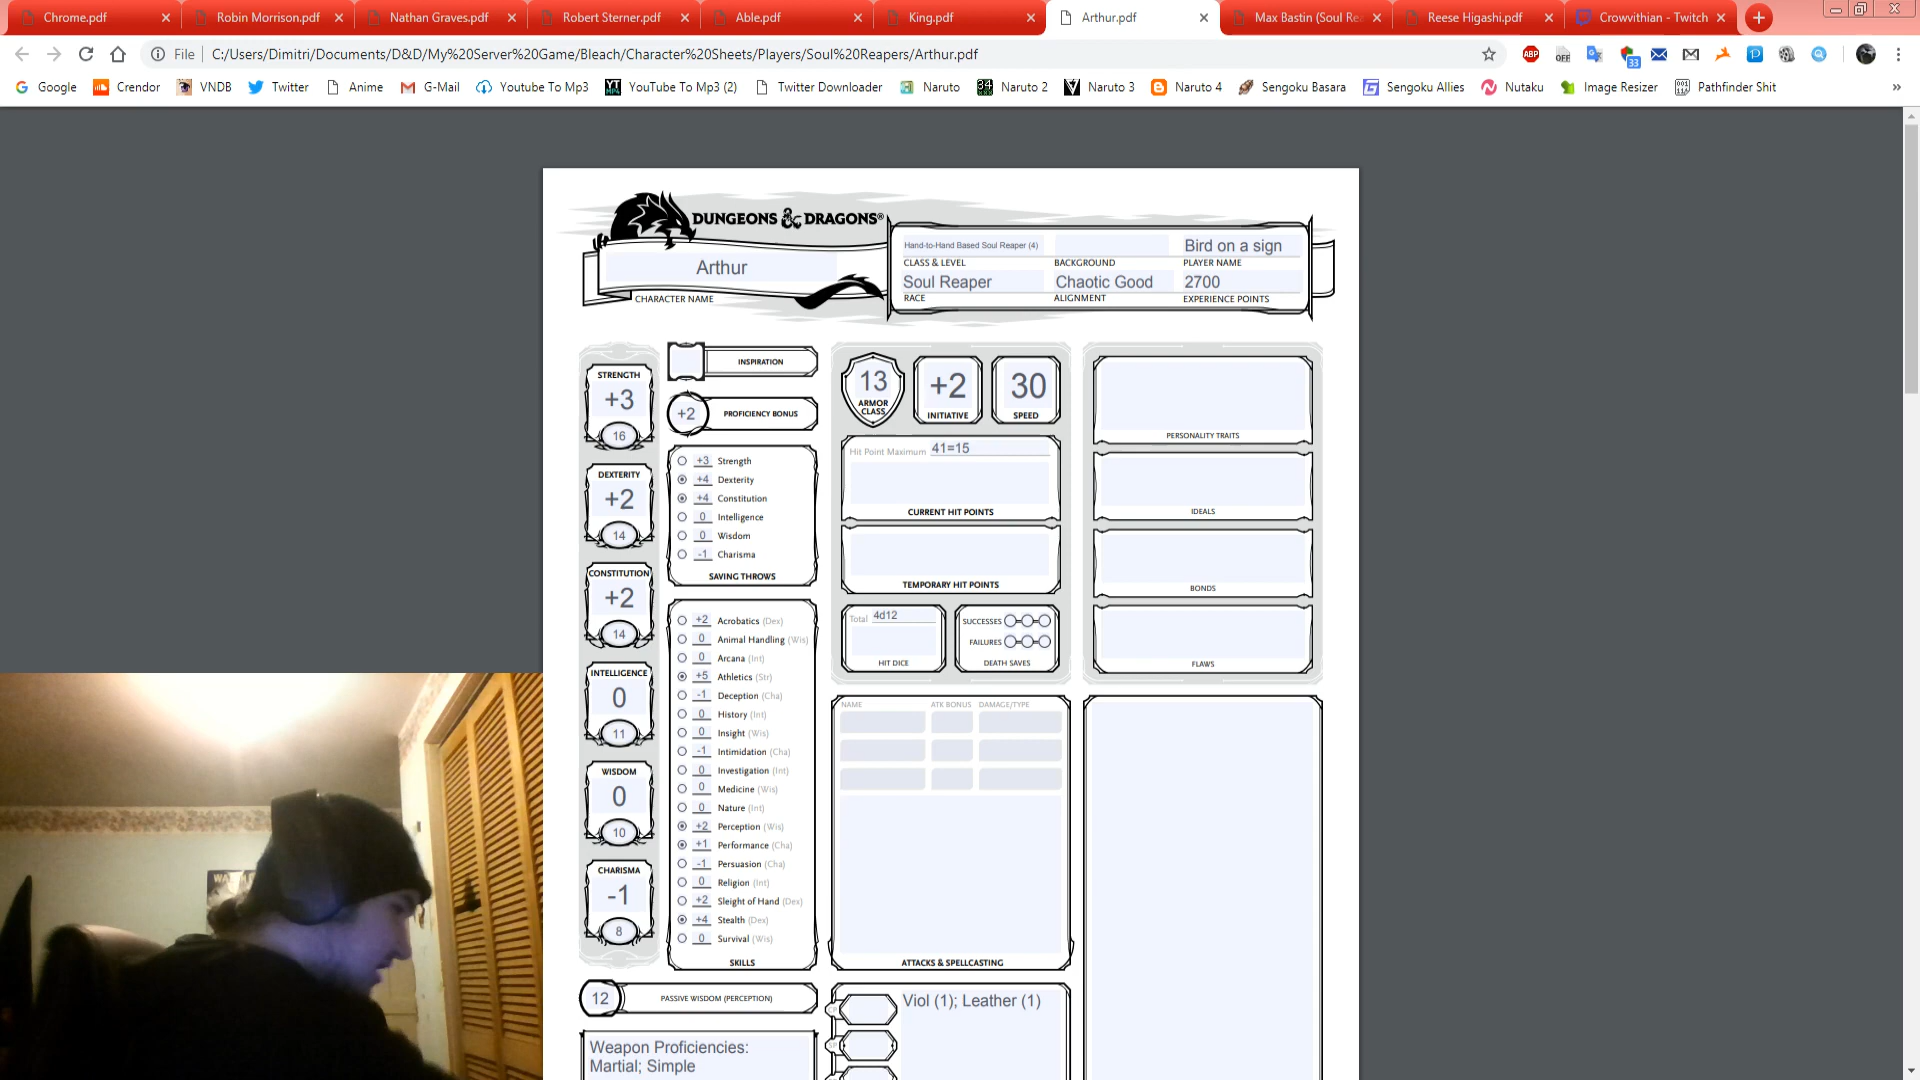 Chrome.pdf
Robin Morrison.pdf
Nathan Graves.pdf
Robert Sterner.pdf
Able.pdf
King.pdf
Arthur.pdf
Max Bastin (Soul Rea
Reese Higashi.pdf
Crowvithian - Twitch
File
C:/Users/Dimitri/Documents/D&D/My%20Server%20Game/Bleach/Character%20Sheets/Players/Soul%20Reapers/Arthur.pdf
ABP
OFF
33
Google
Crendor
VNDB
Twitter
Anime
G-Mail
Youtube To Mp3
YouTube To Mp3 (2)
Twitter Downloader
Naruto
Naruto 2
Naruto 3
Naruto 4
Sengoku Basara
Sengoku Allies
Nutaku
Image Resizer
Pathfinder Shit
DUNGEONS & DRAGONS®
Arthur
CHARACTER NAME
Hand-to-Hand Based Soul Reaper (4)
Bird on a sign
CLASS & LEVEL
BACKGROUND
PLAYER NAME
Soul Reaper
Chaotic Good
2700
RACE
ALIGNMENT
EXPERIENCE POINTS
STRENGTH
+3
16
DEXTERITY
+2
14
CONSTITUTION
+2
14
INTELLIGENCE
0
11
WISDOM
0
10
CHARISMA
-1
8
INSPIRATION
+2 PROFICIENCY BONUS
+3 Strength
+4 Dexterity
+4 Constitution
0 Intelligence
0 Wisdom
-1 Charisma
SAVING THROWS
+2 Acrobatics (Dex)
0 Animal Handling (Wis)
0 Arcana (Int)
+5 Athletics (Str)
-1 Deception (Cha)
0 History (Int)
0 Insight (Wis)
-1 Intimidation (Cha)
0 Investigation (Int)
0 Medicine (Wis)
0 Nature (Int)
+2 Perception (Wis)
+1 Performance (Cha)
-1 Persuasion (Cha)
0 Religion (Int)
+2 Sleight of Hand (Dex)
+4 Stealth (Dex)
0 Survival (Wis)
SKILLS
12 PASSIVE WISDOM (PERCEPTION)
Weapon Proficiencies:
Martial; Simple
13
ARMOR
CLASS
+2
INITIATIVE
30
SPEED
Hit Point Maximum 41=15
CURRENT HIT POINTS
TEMPORARY HIT POINTS
Total 4d12
HIT DICE
SUCCESSES
FAILURES
DEATH SAVES
NAME
ATK BONUS
DAMAGE/TYPE
ATTACKS & SPELLCASTING
CP
SP
Viol (1); Leather (1)
PERSONALITY TRAITS
IDEALS
BONDS
FLAWS